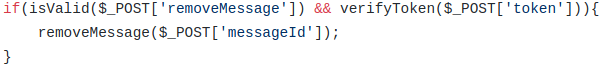 if(isValid($_POST['removeMessage']) && verifyToken($_POST['token'])){
    removeMessage($_POST['messageId']);
}